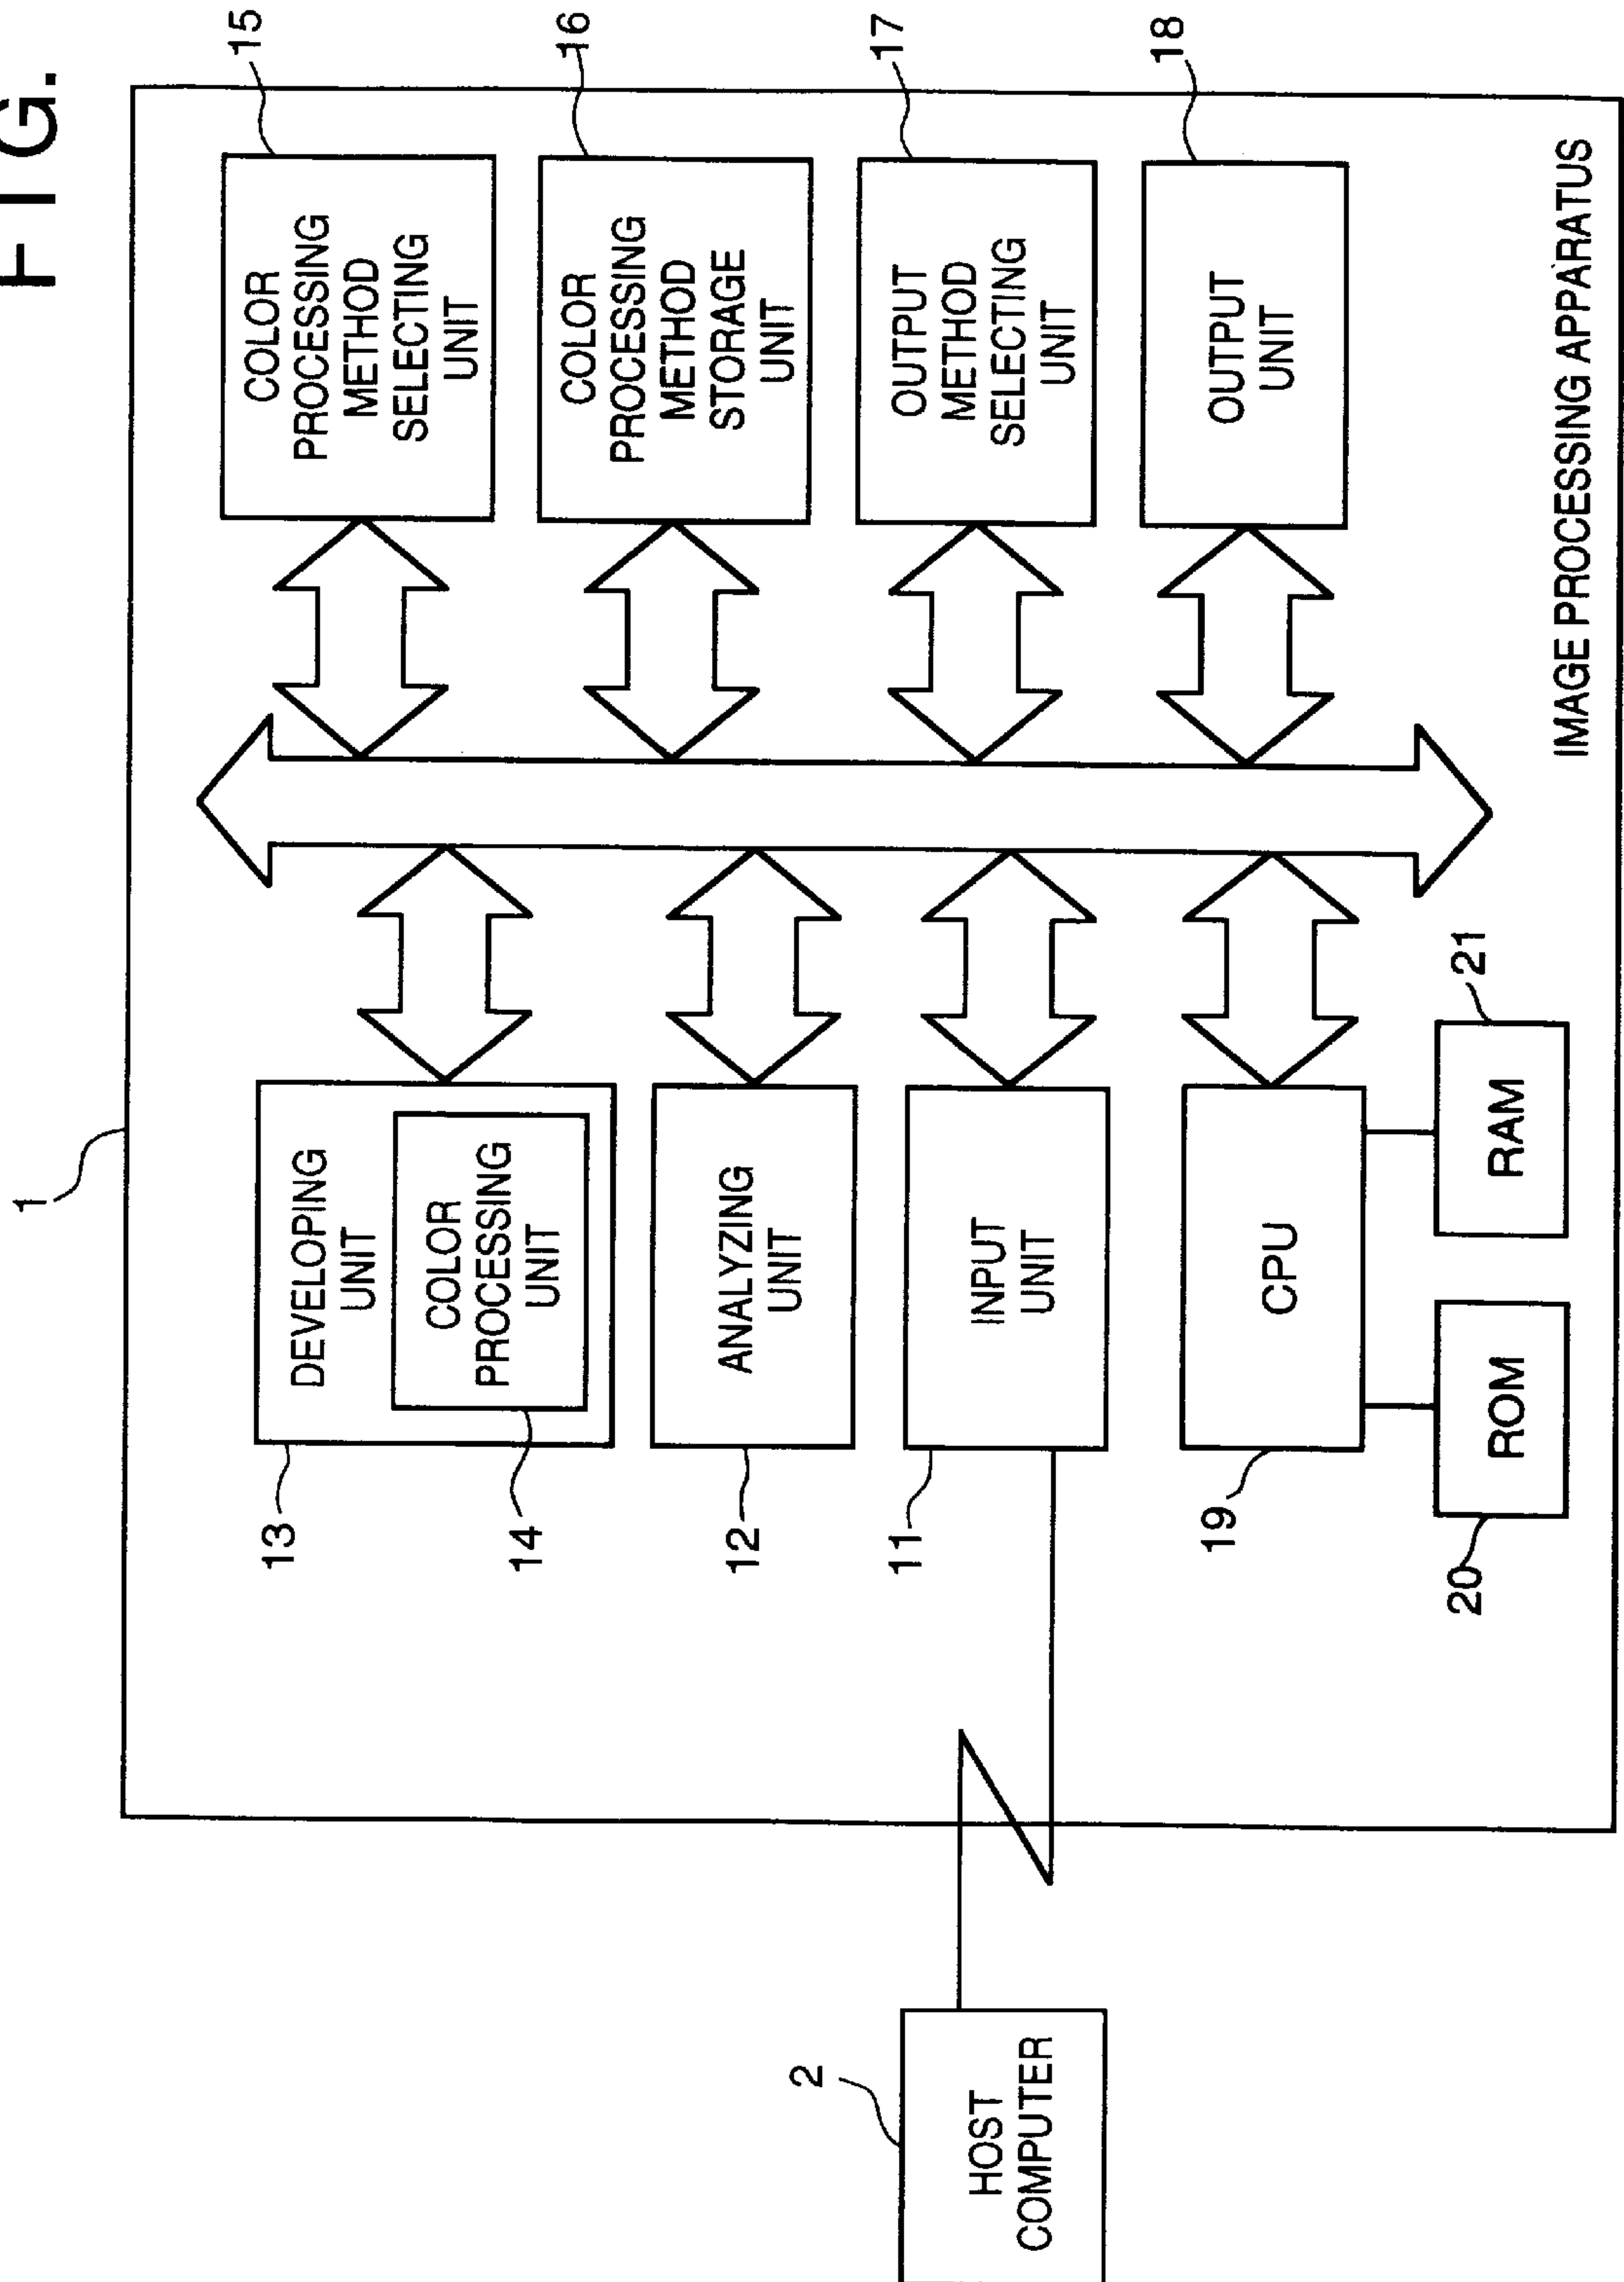 FIG.
1
13
DEVELOPING
UNIT
14
COLOR
PROCESSING
UNIT
12
ANALYZING
UNIT
11
INPUT
UNIT
19
CPU
20
ROM
21
RAM
15
COLOR
PROCESSING
METHOD
SELECTING
UNIT
16
COLOR
PROCESSING
METHOD
STORAGE
UNIT
17
OUTPUT
METHOD
SELECTING
UNIT
18
OUTPUT
UNIT
IMAGE PROCESSING APPARATUS
2
HOST
COMPUTER